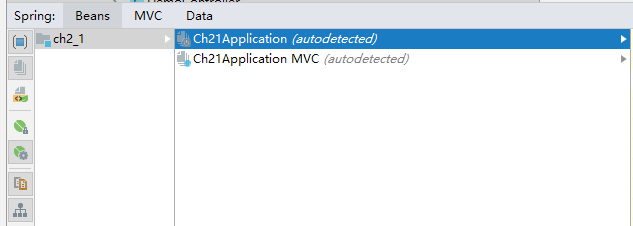 Spring: Beans MVC Data
ch2_1
Ch21Application (autodetected)
Ch21Application MVC (autodetected)